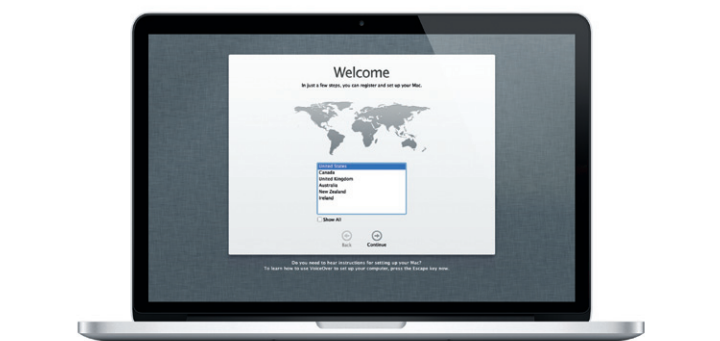 Welcome
In just a few steps, you can register and set up your Mac.
United States
Canada
United Kingdom
Australia
New Zealand
Ireland
Show All
Back
Continue
Do you need to hear instructions for setting up your Mac?
To learn how to use VoiceOver to set up your computer, press the Escape key now.